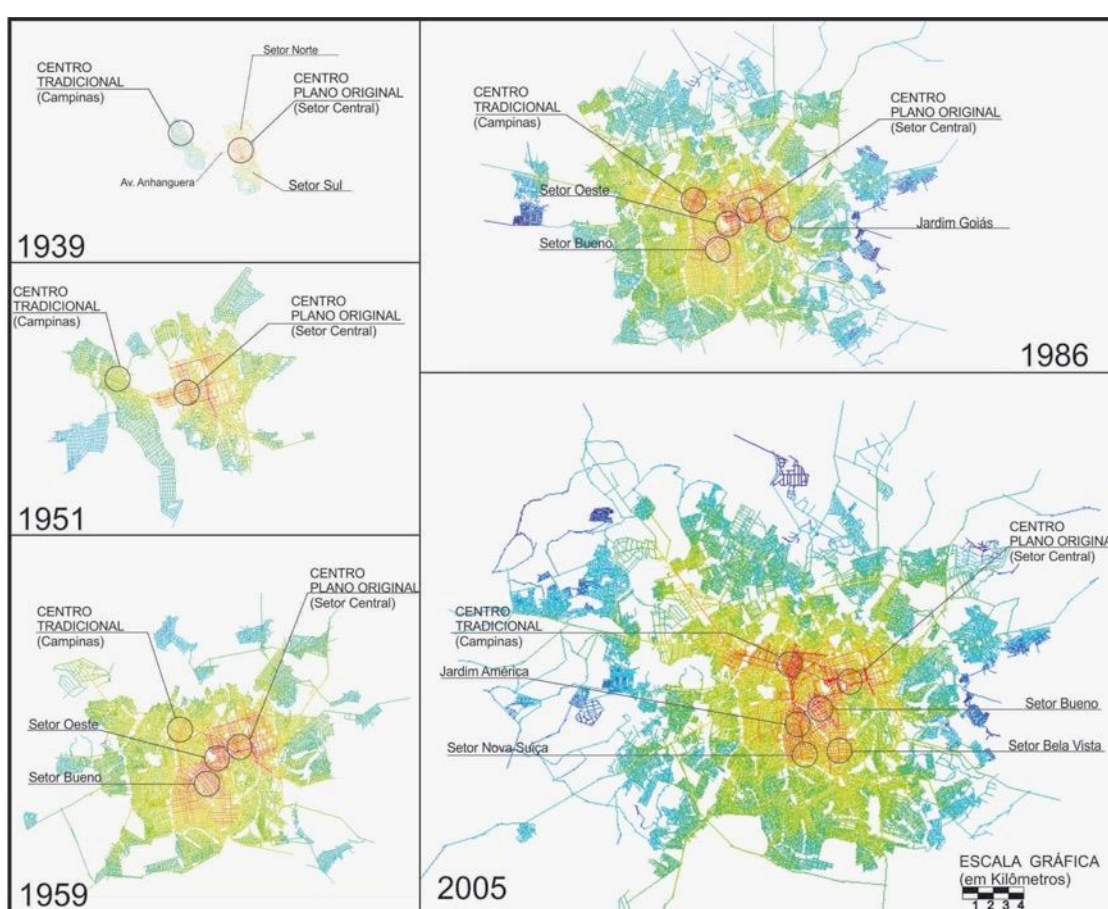 Setor Norte
CENTRO
TRADICIONAL
(Campinas)
CENTRO
PLANO ORIGINAL
(Setor Central)
Av. Anhanguera
Setor Sul
1939
CENTRO
TRADICIONAL
(Campinas)
CENTRO
PLANO ORIGINAL
(Setor Central)
1951
CENTRO
PLANO ORIGINAL
(Setor Central)
CENTRO
TRADICIONAL
(Campinas)
Setor Oeste
Setor Bueno
1959
CENTRO
TRADICIONAL
(Campinas)
CENTRO
PLANO ORIGINAL
(Setor Central)
Setor Oeste
Jardim Goiás
Setor Bueno
1986
CENTRO
PLANO ORIGINA
(Setor Central)
CENTRO
TRADICIONAL
(Campinas)
Jardim América
Setor Bueno
Setor Nova-Suiça
Setor Bela Vista
ESCALA GRÁFICA
(em Kilômetros)
1 2 3 4
2005